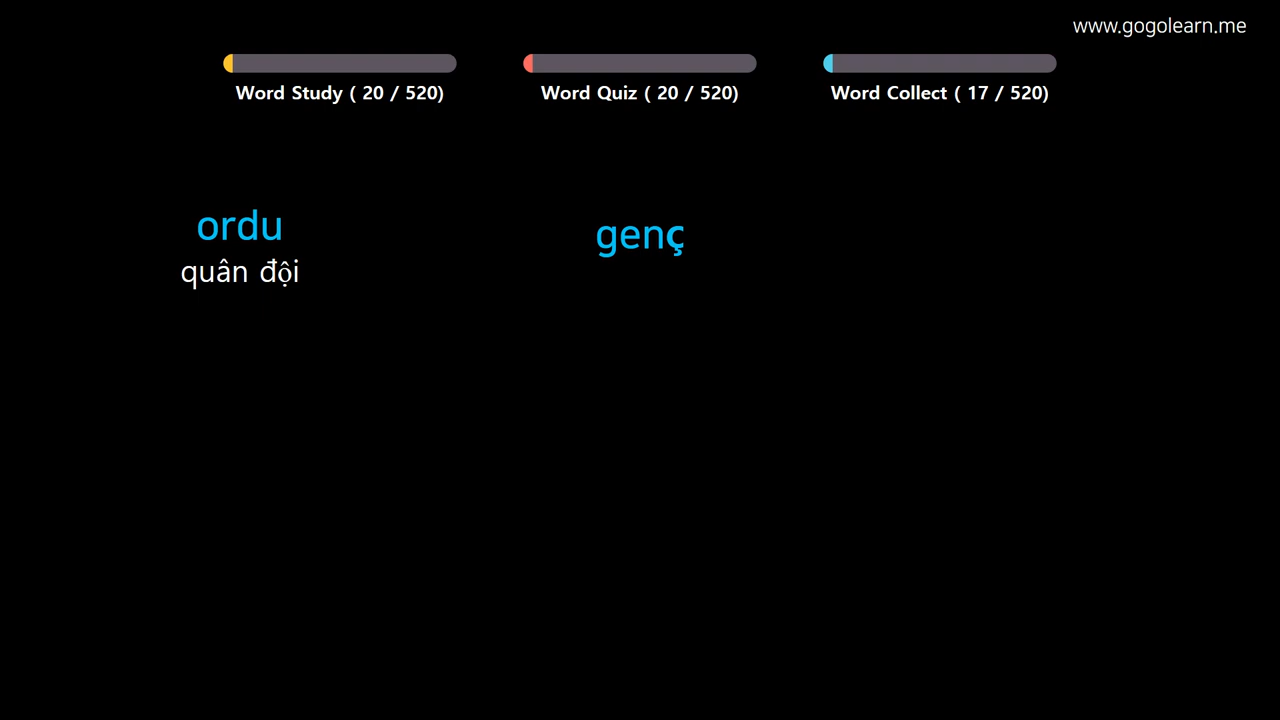 www.gogolearn.me
Word Study ( 20 / 520)
Word Quiz ( 20 / 520)
Word Collect ( 17 / 520)
ordu
quân đội
genç